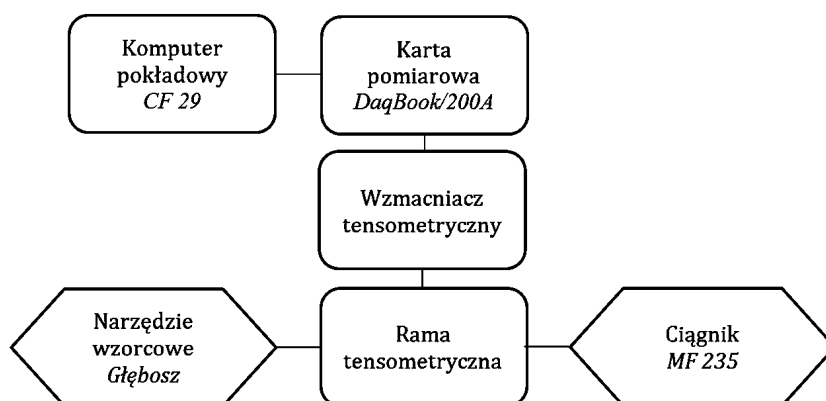 Komputer
pokładowy
CF 29
Karta
pomiarowa
DaqBook/200A
Wzmacniacz
tensometryczny
Narzędzie
wzorcowe
Głębosz
Rama
tensometryczna
Ciągnik
MF 235